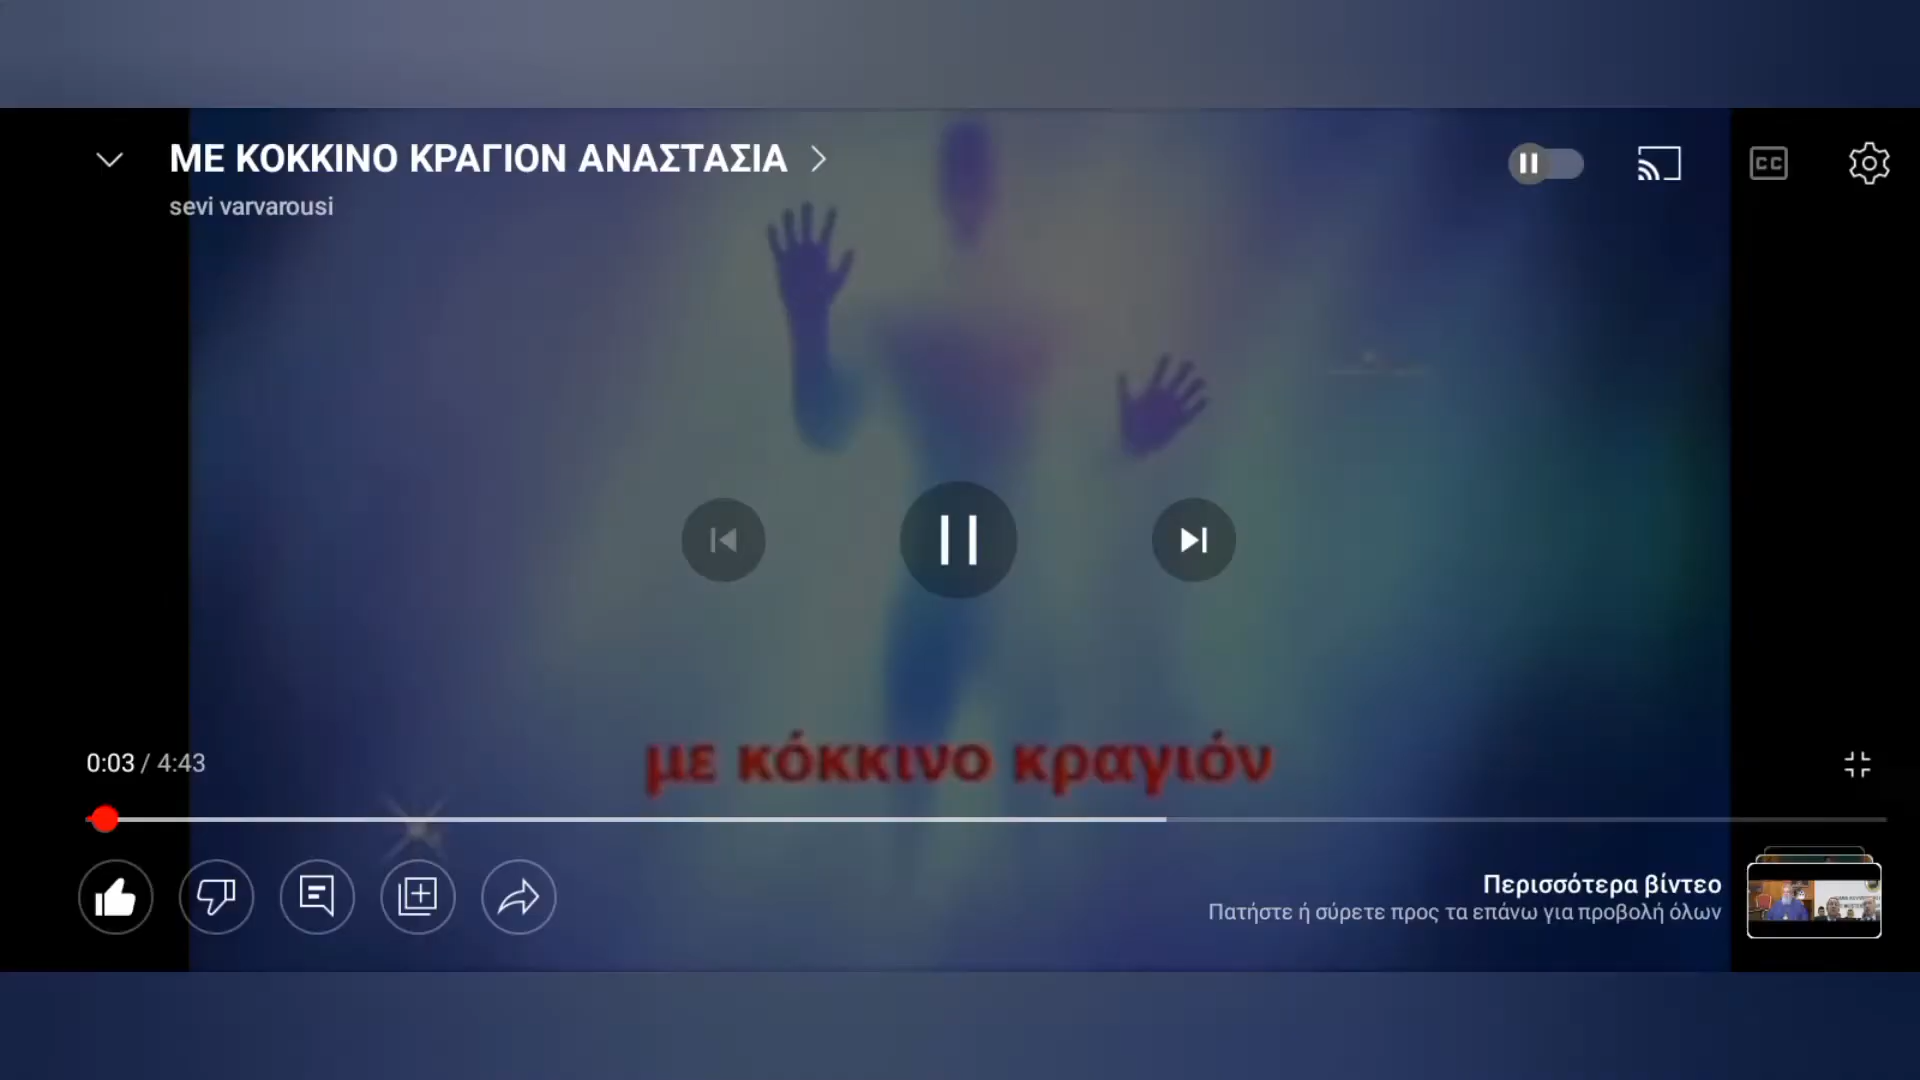 ΜΕ ΚΟΚΚΙΝΟ ΚΡΑΓΙΟΝ ΑΝΑΣΤΑΣΙΑ
sevi varvarousi
CC
με κόκκινο κραγιόν
0:03 / 4:43
Περισσότερα βίντεο
Πατήστε ή σύρετε προς τα επάνω για προβολή όλων